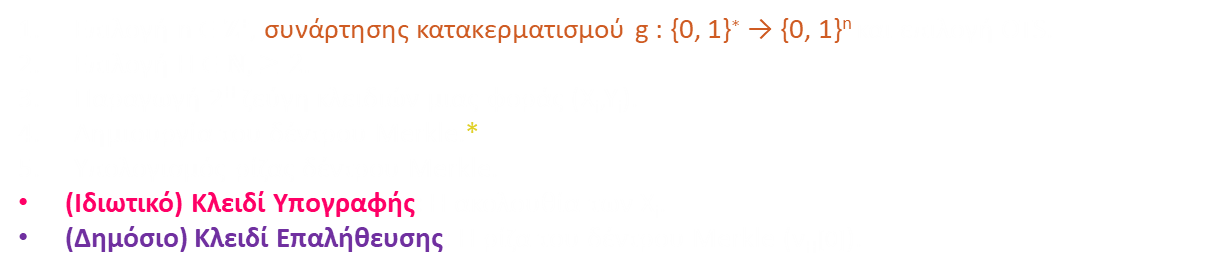 συνάρτησης κατακερματισμού g : {0, 1}* → {0, 1}ⁿ
*
• (Ιδιωτικό) Κλειδί Υπογραφής
• (Δημόσιο) Κλειδί Επαλήθευσης